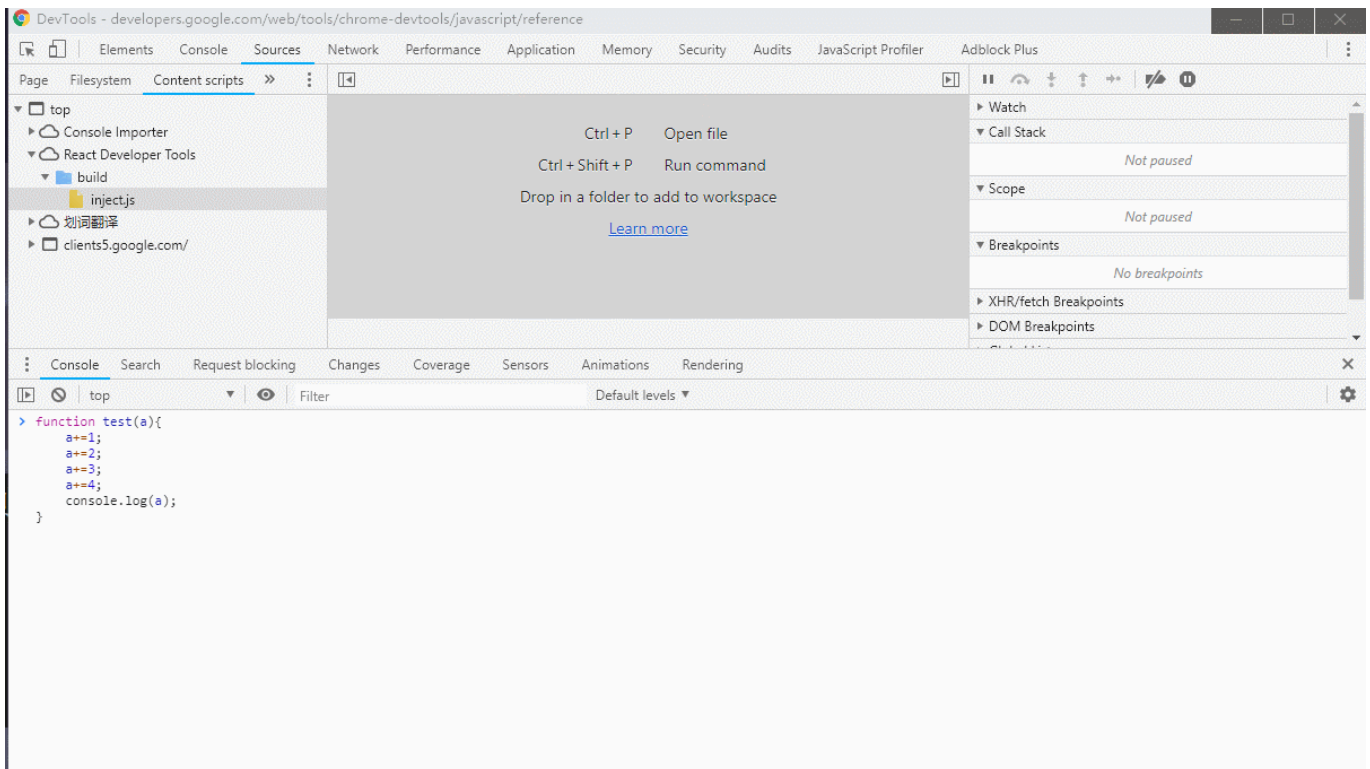 DevTools - developers.google.com/web/tools/chrome-devtools/javascript/reference
Elements Console Sources Network Performance Application Memory Security Audits JavaScript Profiler Adblock Plus
Page Filesystem Content scripts »
top
Console Importer
React Developer Tools
build
inject.js
划词翻译
clients5.google.com/
Ctrl + P Open file
Ctrl + Shift + P Run command
Drop in a folder to add to workspace
Learn more
Watch
Call Stack
Not paused
Scope
Not paused
Breakpoints
No breakpoints
XHR/fetch Breakpoints
DOM Breakpoints
Console Search Request blocking Changes Coverage Sensors Animations Rendering
top Filter Default levels ▼
> function test(a){
a+=1;
a+=2;
a+=3;
a+=4;
console.log(a);
}